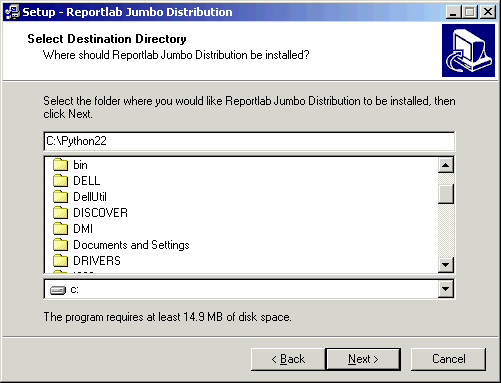 Setup - Reportlab Jumbo Distribution
Select Destination Directory
Where should Reportlab Jumbo Distribution be installed?
Select the folder where you would like Reportlab Jumbo Distribution to be installed, then
click Next.
C:\Python22
bin
DELL
DellUtil
DISCOVER
DMI
Documents and Settings
DRIVERS
c:
The program requires at least 14.9 MB of disk space.
< Back
Next >
Cancel